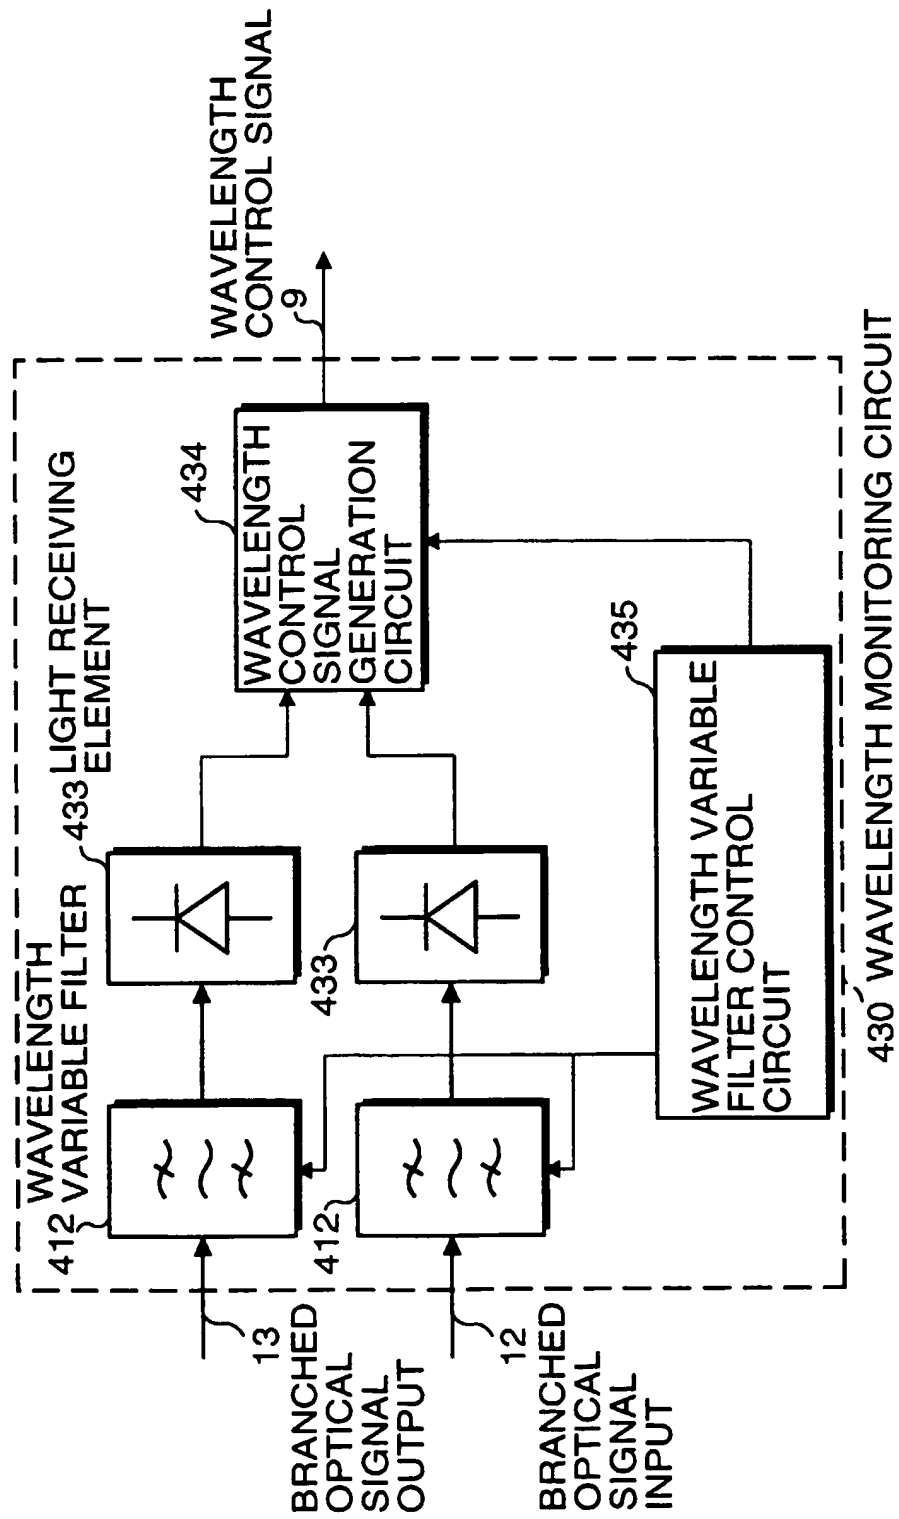 WAVELENGTH
VARIABLE FILTER
412
433 LIGHT RECEIVING
ELEMENT
434
WAVELENGTH
CONTROL
SIGNAL
GENERATION
CIRCUIT
WAVELENGTH
CONTROL SIGNAL
9
13
BRANCHED
OPTICAL
SIGNAL
OUTPUT
412
433
12
BRANCHED
OPTICAL
SIGNAL
INPUT
435
WAVELENGTH VARIABLE
FILTER CONTROL
CIRCUIT
430 WAVELENGTH MONITORING CIRCUIT